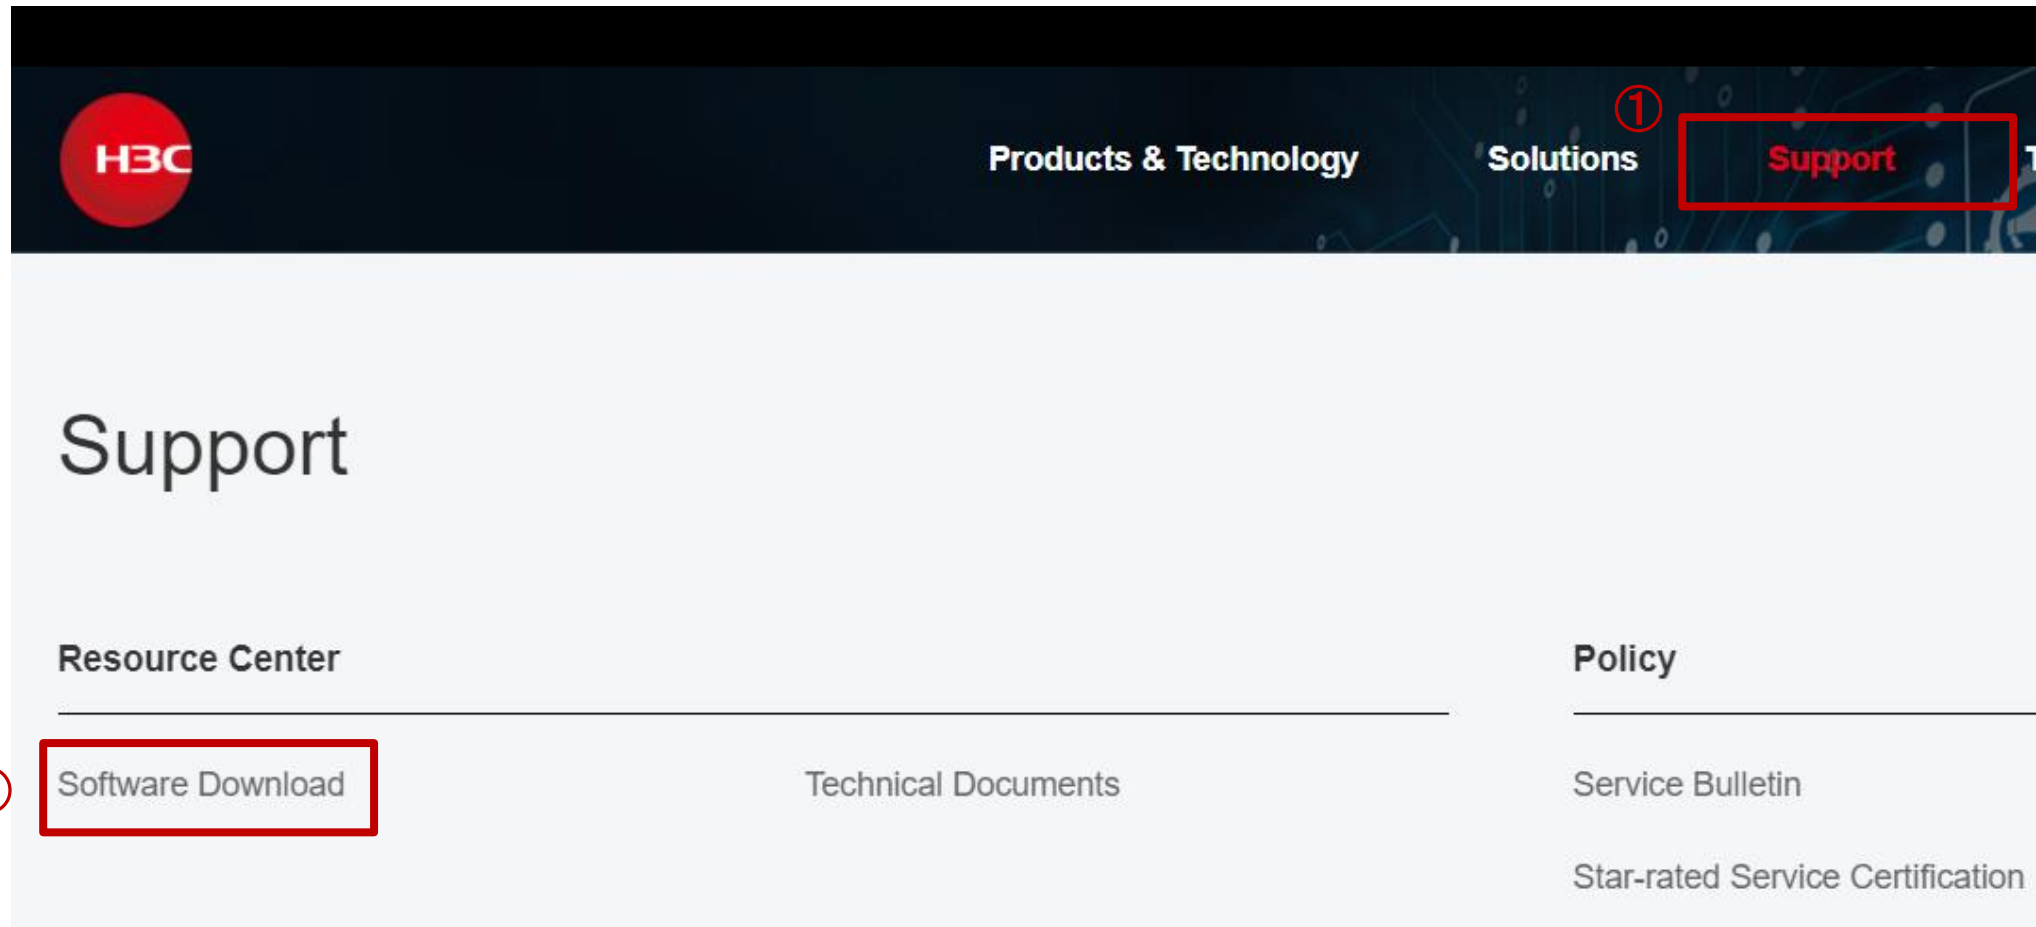 ①
H3C
Products & Technology
Solutions
Support
Support
Resource Center
Policy
Software Download
Technical Documents
Service Bulletin
Star-rated Service Certification